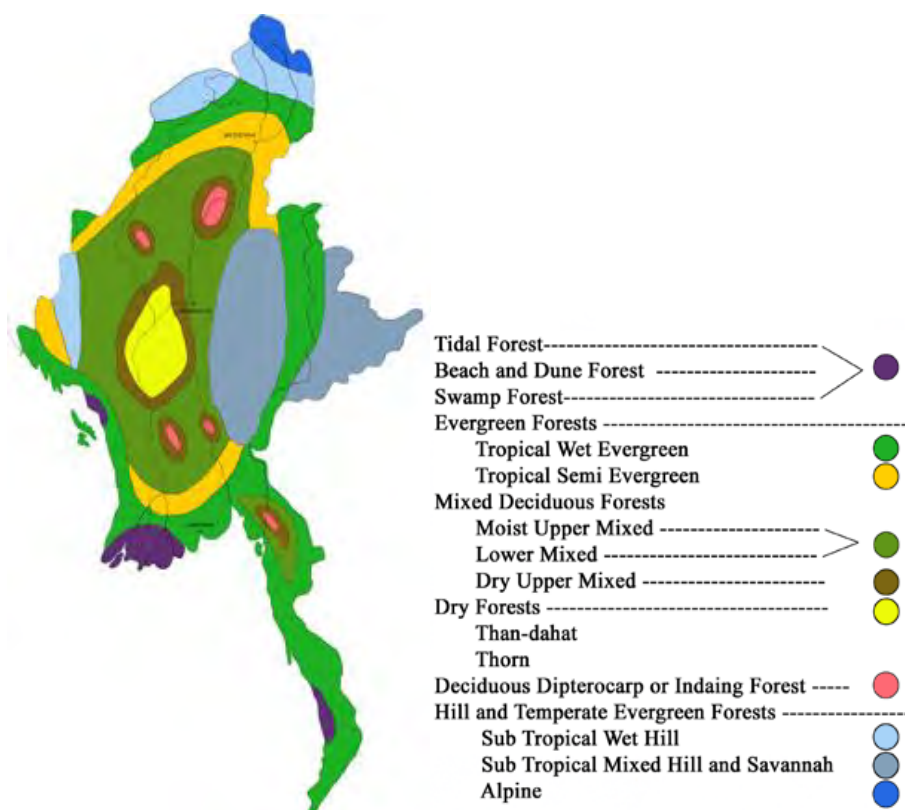 Tidal Forest------------------------------------
Beach and Dune Forest ---------------------
Swamp Forest----------------------------------
Evergreen Forests ----------------------------------------
Tropical Wet Evergreen
Tropical Semi Evergreen
Mixed Deciduous Forests
Moist Upper Mixed --------------------
Lower Mixed ----------------------------
Dry Upper Mixed ------------------------
Dry Forests -------------------------------------
Than-dahat
Thorn
Deciduous Dipterocarp or Indaing Forest -----
Hill and Temperate Evergreen Forests ----------------
Sub Tropical Wet Hill
Sub Tropical Mixed Hill and Savannah
Alpine